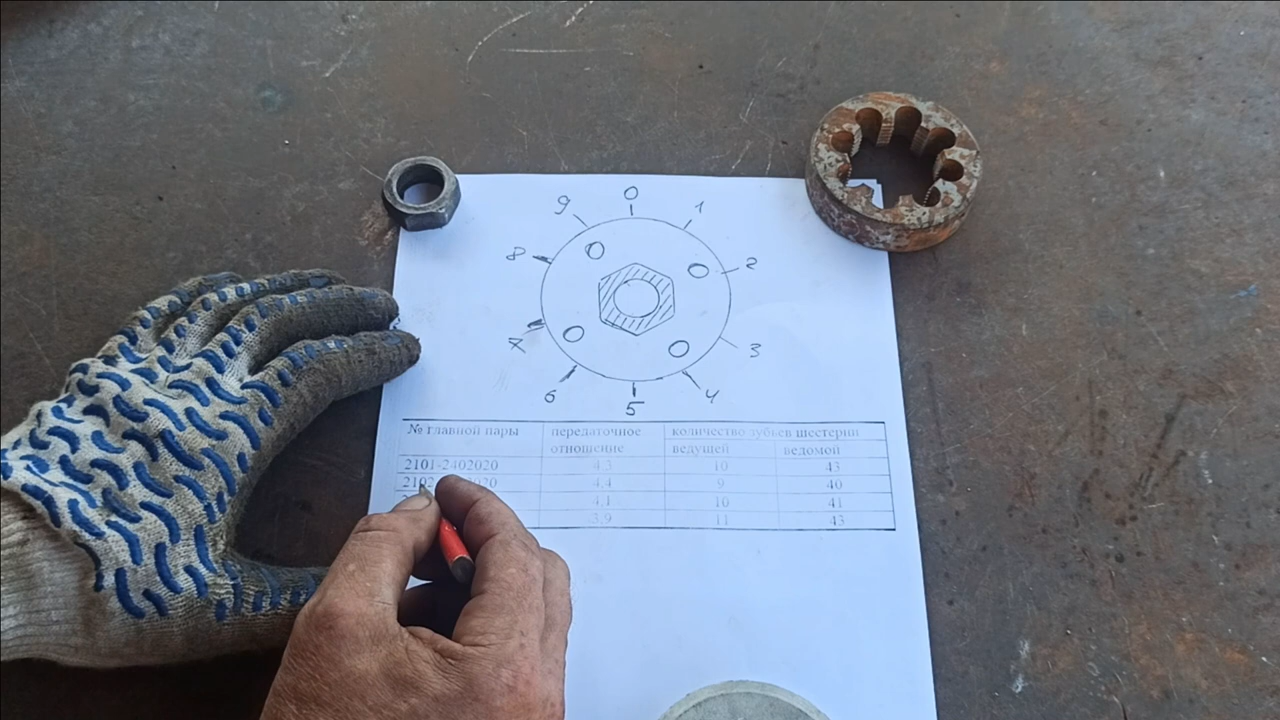 0
9 1
8 2
7 3
6 5 4
№ главной пары передаточное отношение количество зубьев шестерни
ведущей ведомой
2101-2402020 4,3 10 43
2102 020 4,4 9 40
4,1 10 41
3,9 11 43